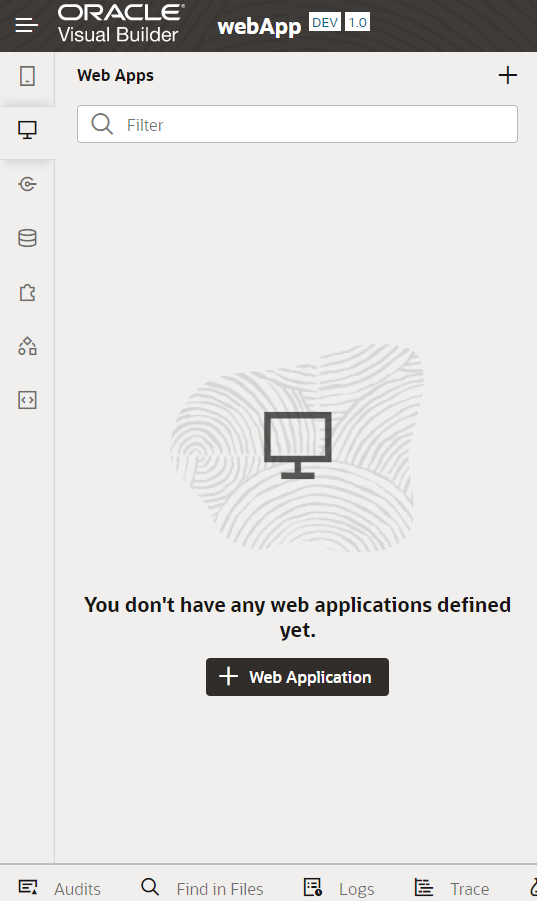 ORACLE
Visual Builder
webApp DEV 1.0
Web Apps
Filter
You don't have any web applications defined
yet.
Web Application
Audits Find in Files Logs Trace